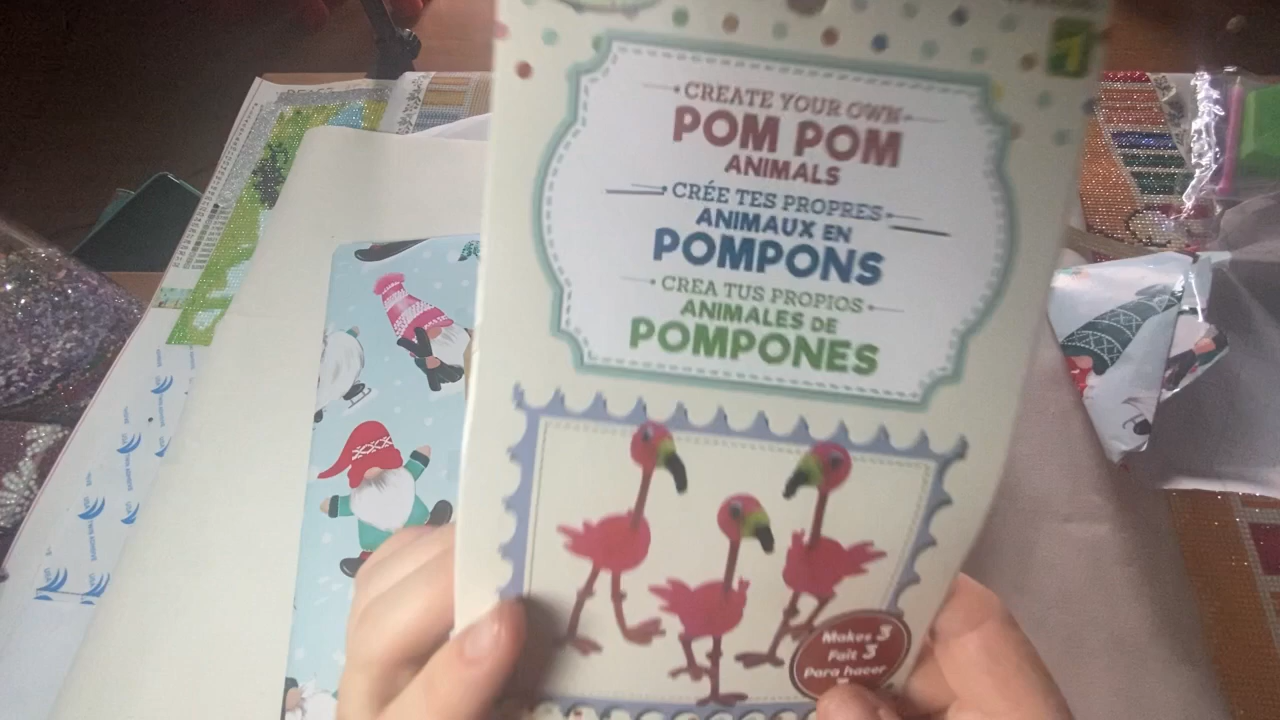 CREATE YOUR OWN
POM POM
ANIMALS
CRÉE TES PROPRES
ANIMAUX EN
POMPONS
CREA TUS PROPIOS
ANIMALES DE
POMPONES
Makes 3
Fait 3
Para hacer